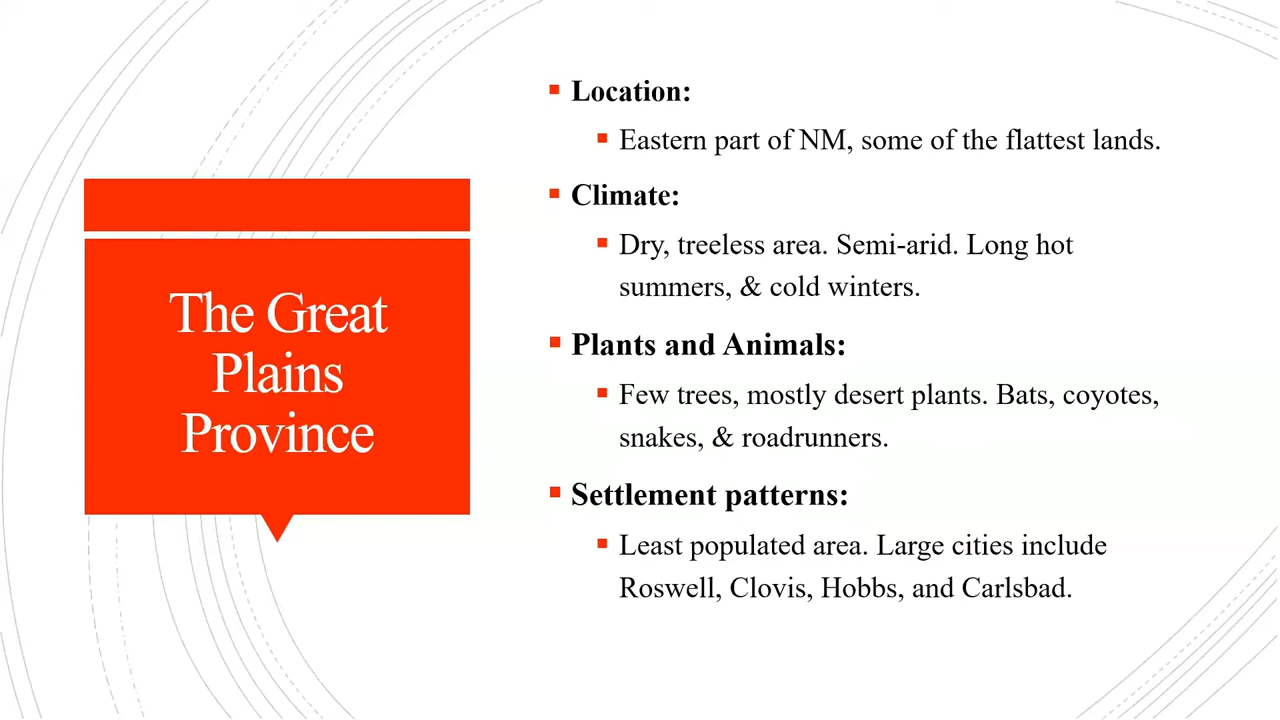 The Great
Plains
Province
Location:
Eastern part of NM, some of the flattest lands.
Climate:
Dry, treeless area. Semi-arid. Long hot
summers, & cold winters.
Plants and Animals:
Few trees, mostly desert plants. Bats, coyotes,
snakes, & roadrunners.
Settlement patterns:
Least populated area. Large cities include
Roswell, Clovis, Hobbs, and Carlsbad.